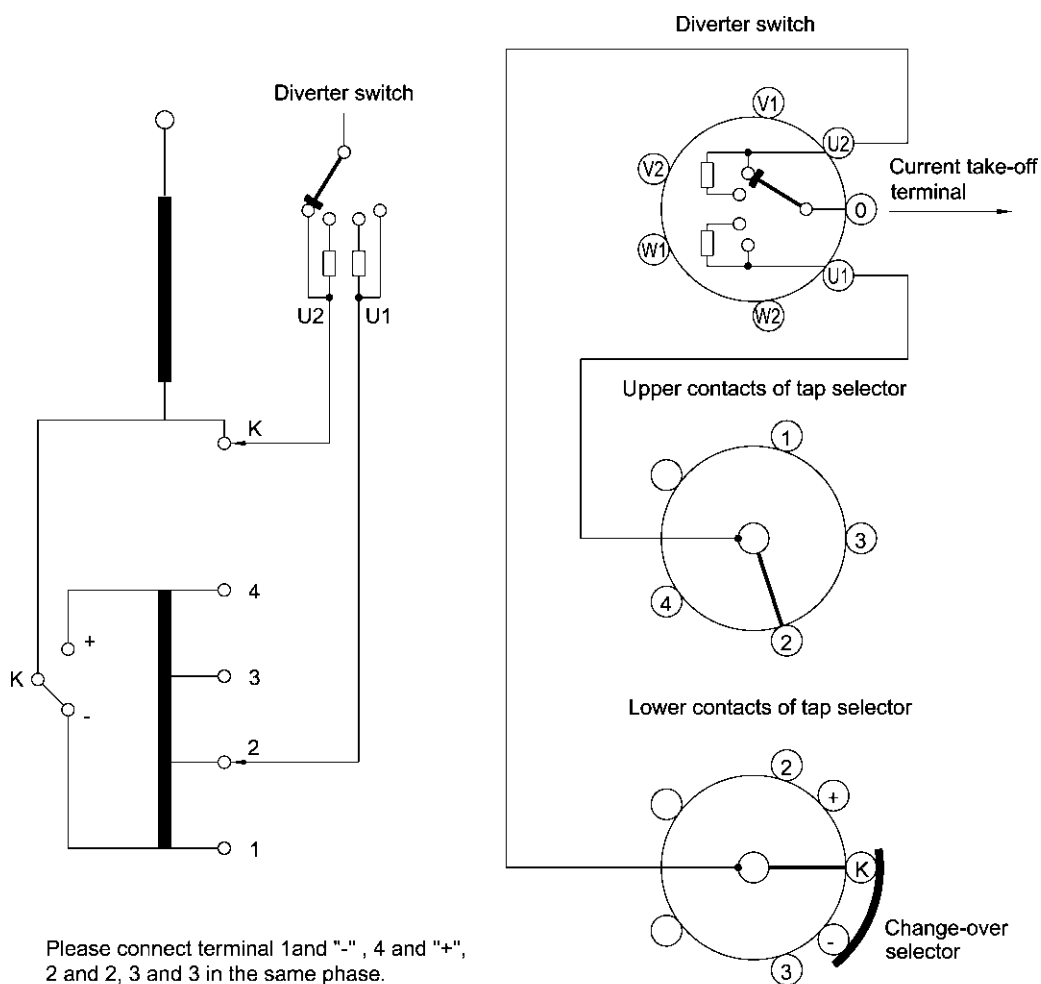 Diverter switch
Diverter switch
V1
U2
V2
Current take-off
terminal
0
W1
U1
W2
U2 U1
Upper contacts of tap selector
K
1
3
4
2
4
+
3
K
-
2
1
Lower contacts of tap selector
2
+
K
-
3
Change-over
selector
Please connect terminal 1and "-" , 4 and "+",
2 and 2, 3 and 3 in the same phase.